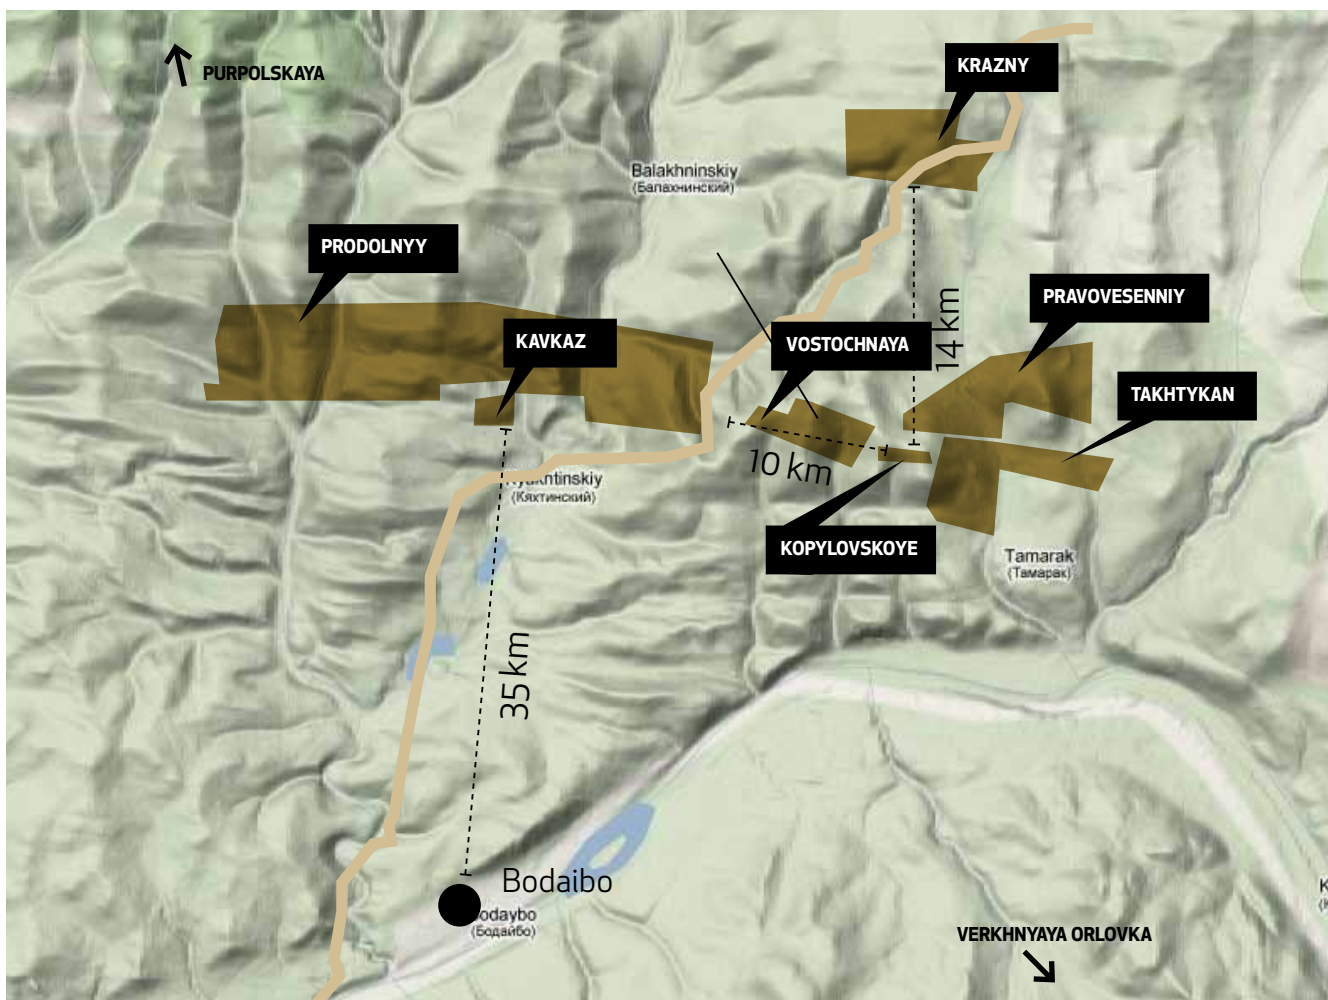 KRAZNY
PURPOLSKAYA
Balakhninskiy
(Балахнинский)
PRODOLNYY
PRAVOVESENNIY
KAVKAZ
VOSTOCHNAYA
14 km
TAKHTYKAN
10 km
(Кяхтинский)
KOPYLOVSKOYE
Tamarak
(Тамарак)
35 km
Bodaibo
(Бодайбо)
VERKHNYAYA ORLOVKA